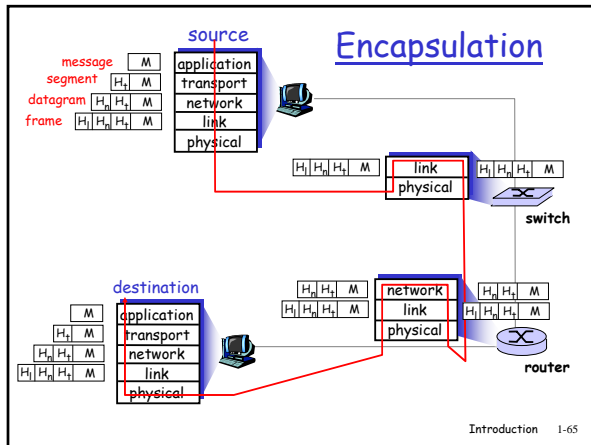 Encapsulation
source
message M application
segment Ht M transport
datagram Hn Ht M network
frame Hl Hn Ht M link
physical
Hl Hn Ht M link Hl Hn Ht M
physical
switch
destination
M application
Ht M transport
Hn Ht M network
Hl Hn Ht M link
physical
Hn Ht M network Hn Ht M
Hl Hn Ht M link Hl Hn Ht M
physical
router
Introduction 1-65